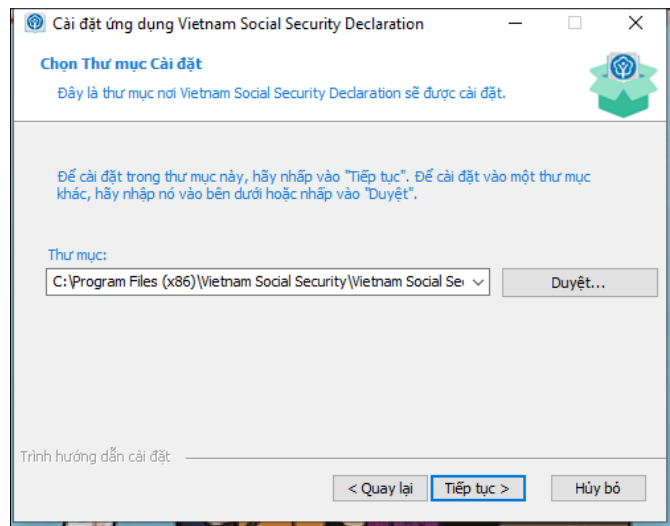 Cài đặt ứng dụng Vietnam Social Security Declaration
Chọn Thư mục Cài đặt
Đây là thư mục nơi Vietnam Social Security Declaration sẽ được cài đặt.
Để cài đặt trong thư mục này, hãy nhấp vào "Tiếp tục". Để cài đặt vào một thư mục
khác, hãy nhập nó vào bên dưới hoặc nhấp vào "Duyệt".
Thư mục:
C:\Program Files (x86)\Vietnam Social Security\Vietnam Social Se
Duyệt...
Trình hướng dẫn cài đặt
< Quay lại
Tiếp tục >
Hủy bỏ